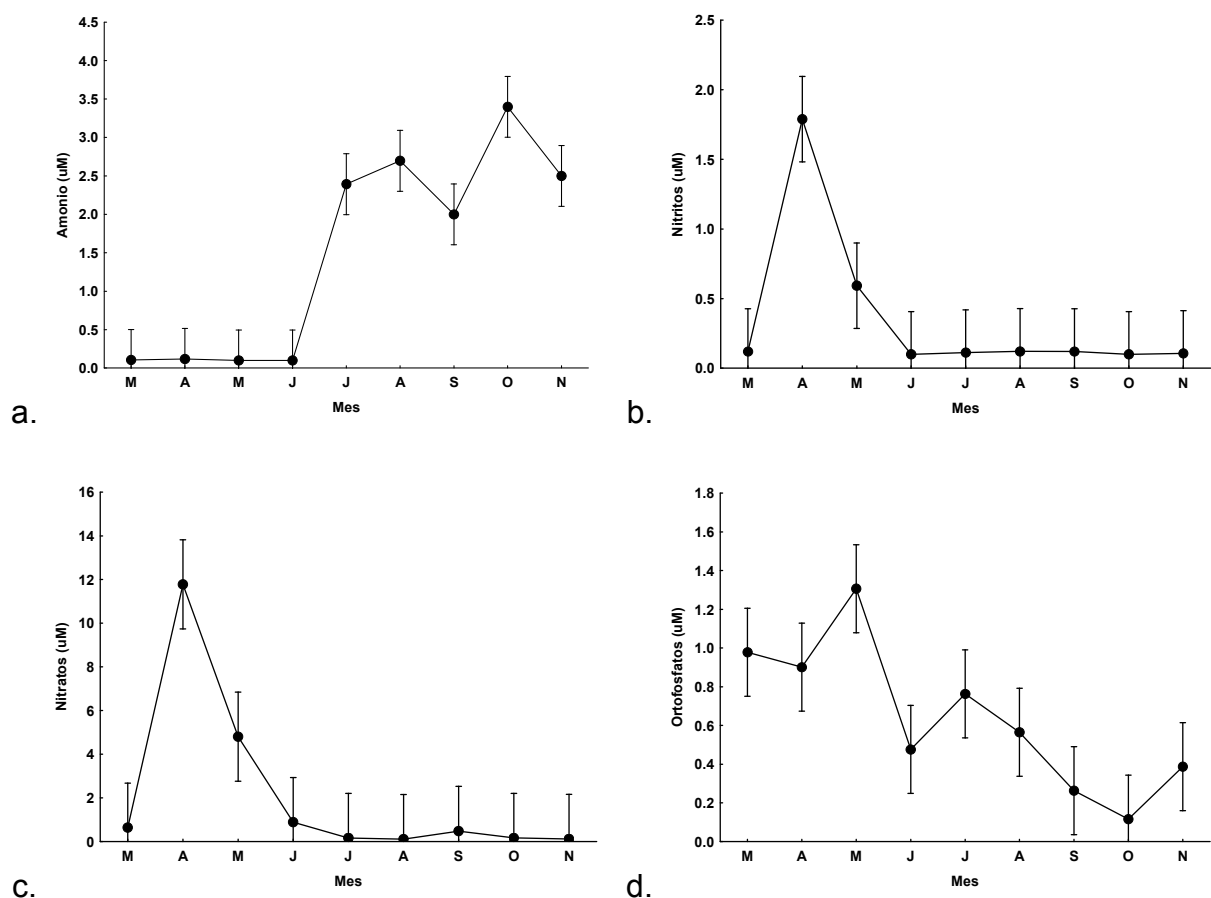 4.5
4.0
3.5
3.0
2.5
2.0
1.5
1.0
0.5
0.0
Amonio (uM)
M A M J J A S O N
Mes
a.
2.5
2.0
1.5
1.0
0.5
0.0
Nitritos (uM)
M A M J J A S O N
Mes
b.
16
14
12
10
8
6
4
2
0
Nitratos (uM)
M A M J J A S O N
Mes
c.
1.8
1.6
1.4
1.2
1.0
0.8
0.6
0.4
0.2
0.0
Ortofosfatos (uM)
M A M J J A S O N
Mes
d.